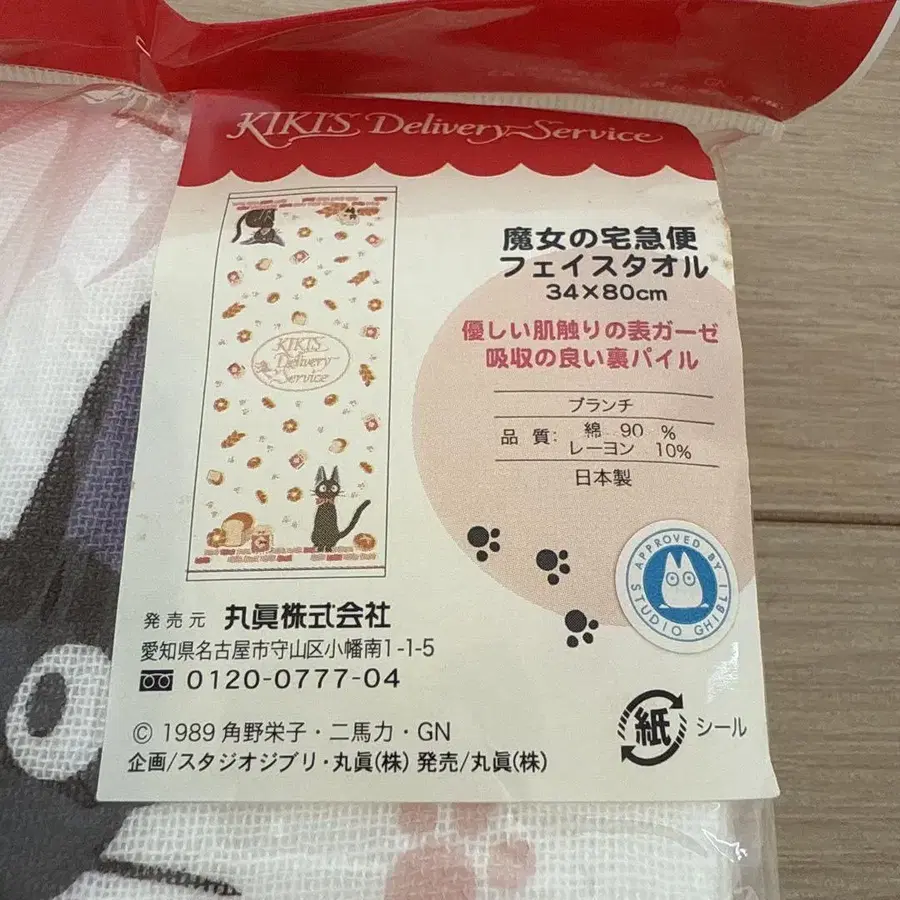 KIKI'S Delivery Service
KIKI'S
Delivery
Service
魔女の宅急便
フェイスタオル
34×80cm
優しい肌触りの表ガーゼ
吸収の良い裏パイル
ブランチ
品 質: 綿 90 %
レーヨン 10%
日本製
APPROVED BY
STUDIO GHIBLI
発売元 丸眞株式会社
愛知県名古屋市守山区小幡南1-1-5
0120-0777-04
© 1989 角野栄子・二馬力・GN
企画/スタジオジブリ・丸眞(株) 発売/丸眞(株)
紙 シール